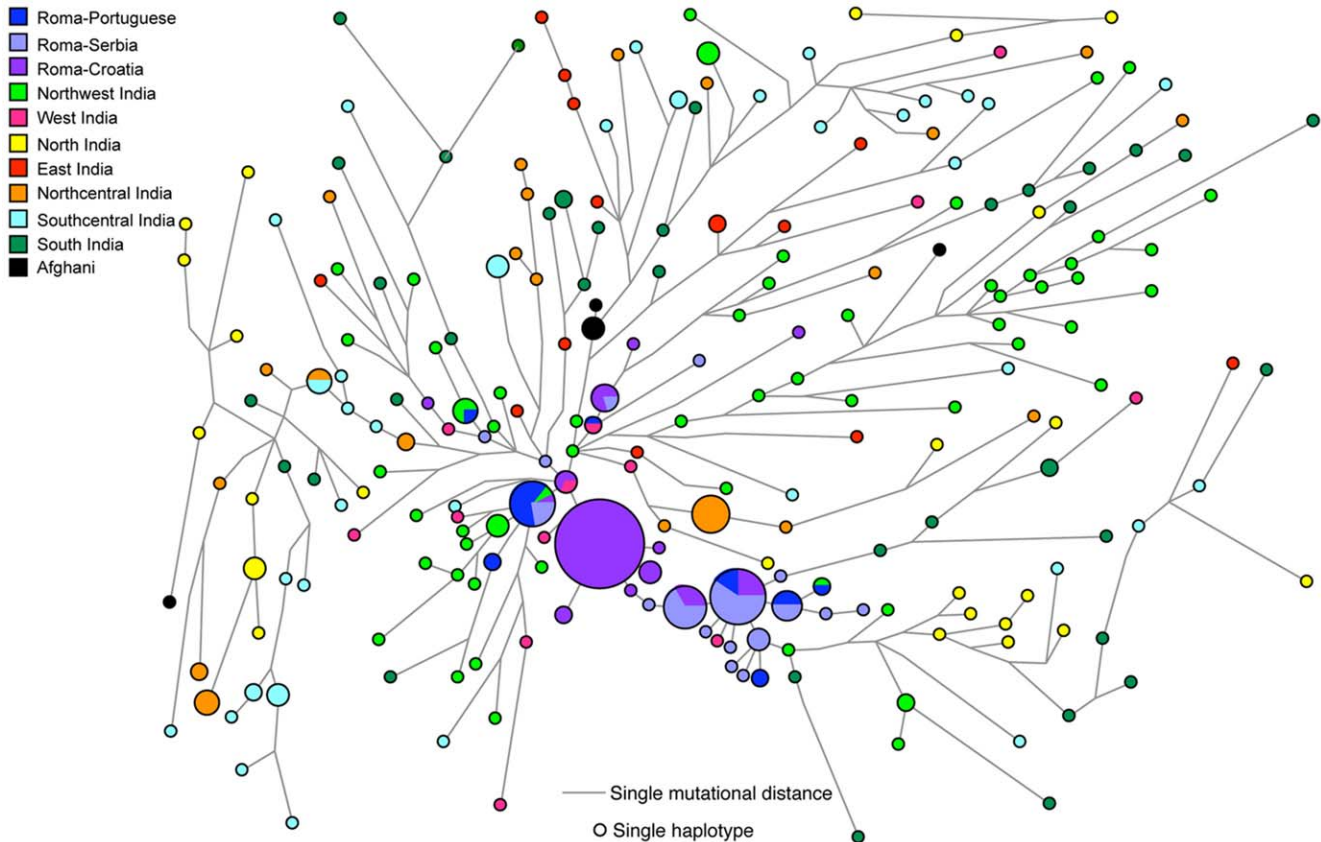 Roma-Portuguese
Roma-Serbia
Roma-Croatia
Northwest India
West India
North India
East India
Northcentral India
Southcentral India
South India
Afghani
Single mutational distance
Single haplotype